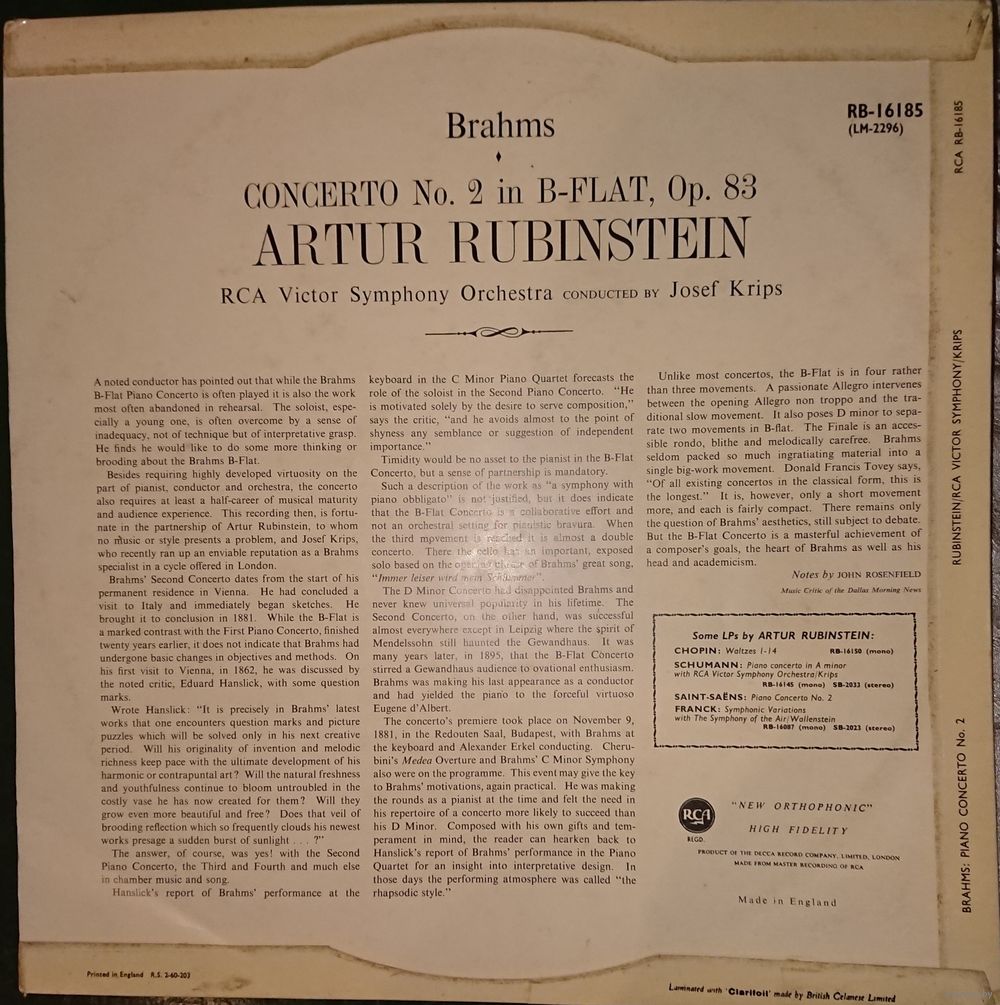 Brahms
RB-16185
(LM-2296)
CONCERTO No. 2 in B-FLAT, Op. 83
ARTUR RUBINSTEIN
RCA Victor Symphony Orchestra CONDUCTED BY Josef Krips
A noted conductor has pointed out that while the Brahms
B-Flat Piano Concerto is often played it is also the work
most often abandoned in rehearsal. The soloist, espe-
cially a young one, is often overcome by a sense of
inadequacy, not of technique but of interpretative grasp.
He finds he would like to do some more thinking or
brooding about the Brahms B-Flat.
Besides requiring highly developed virtuosity on the
part of pianist, conductor and orchestra, the concerto
also requires at least a half-career of musical maturity
and audience experience. This recording then, is fortu-
nate in the partnership of Artur Rubinstein, to whom
no music or style presents a problem, and Josef Krips,
who recently ran up an enviable reputation as a Brahms
specialist in a cycle offered in London.
Brahms' Second Concerto dates from the start of his
permanent residence in Vienna. He had concluded a
visit to Italy and immediately began sketches. He
brought it to conclusion in 1881. While the B-Flat is
a marked contrast with the First Piano Concerto, finished
twenty years earlier, it does not indicate that Brahms had
undergone basic changes in objectives and methods. On
his first visit to Vienna, in 1862, he was discussed by
the noted critic, Eduard Hanslick, with some question
marks.
Wrote Hanslick: "It is precisely in Brahms' latest
works that one encounters question marks and picture
puzzles which will be solved only in his next creative
period. Will his originality of invention and melodic
richness keep pace with the ultimate development of his
harmonic or contrapuntal art? Will the natural freshness
and youthfulness continue to bloom untroubled in the
costly vase he has now created for them? Will they
grow even more beautiful and free? Does that veil of
brooding reflection which so frequently clouds his newest
works presage a sudden burst of sunlight . . . ?"
The answer, of course, was yes! with the Second
Piano Concerto, the Third and Fourth and much else
in chamber music and song.
Hanslick's report of Brahms' performance at the
keyboard in the C Minor Piano Quartet forecasts the
role of the soloist in the Second Piano Concerto. "He
is motivated solely by the desire to serve composition,"
says the critic, "and he avoids almost to the point of
shyness any semblance or suggestion of independent
importance."
Timidity would be no asset to the pianist in the B-Flat
Concerto, but a sense of partnership is mandatory.
Such a description of the work as "a symphony with
piano obbligato" is not justified, but it does indicate
that the B-Flat Concerto is a collaborative effort and
not an orchestral setting for pianistic bravura. When
the third movement is reached it is almost a double
concerto. There the cello has an important, exposed
solo based on the opening theme of Brahms' great song,
"Immer leiser wird mein Schlummer".
The D Minor Concerto had disappointed Brahms and
never knew universal popularity in his lifetime. The
Second Concerto, on the other hand, was successful
almost everywhere except in Leipzig where the spirit of
Mendelssohn still haunted the Gewandhaus. It was
many years later, in 1895, that the B-Flat Concerto
stirred a Gewandhaus audience to ovational enthusiasm.
Brahms was making his last appearance as a conductor
and had yielded the piano to the forceful virtuoso
Eugene d'Albert.
The concerto's premiere took place on November 9,
1881, in the Redouten Saal, Budapest, with Brahms at
the keyboard and Alexander Erkel conducting. Cheru-
bini's Medea Overture and Brahms' C Minor Symphony
also were on the programme. This event may give the key
to Brahms' motivations, again practical. He was making
the rounds as a pianist at the time and felt the need in
his repertoire of a concerto more likely to succeed than
his D Minor. Composed with his own gifts and tem-
perament in mind, the reader can hearken back to
Hanslick's report of Brahms' performance in the Piano
Quartet for an insight into interpretative design. In
those days the performing atmosphere was called "the
rhapsodic style."
Unlike most concertos, the B-Flat is in four rather
than three movements. A passionate Allegro intervenes
between the opening Allegro non troppo and the tra-
ditional slow movement. It also poses D minor to sepa-
rate two movements in B-flat. The Finale is an acces-
sible rondo, blithe and melodically carefree. Brahms
seldom packed so much ingratiating material into a
single big-work movement. Donald Francis Tovey says,
"Of all existing concertos in the classical form, this is
the longest." It is, however, only a short movement
more, and each is fairly compact. There remains only
the question of Brahms' aesthetics, still subject to debate.
But the B-Flat Concerto is a masterful achievement of
a composer's goals, the heart of Brahms as well as his
head and academicism.
Notes by JOHN ROSENFIELD
Music Critic of the Dallas Morning News
Some LPs by ARTUR RUBINSTEIN:
CHOPIN: Waltzes 1-14 RB-16150 (mono)
SCHUMANN: Piano concerto in A minor
with RCA Victor Symphony Orchestra/Krips
RB-16145 (mono) SB-2033 (stereo)
SAINT-SAËNS: Piano Concerto No. 2
FRANCK: Symphonic Variations
with The Symphony of the Air/Wallenstein
RB-16087 (mono) SB-2023 (stereo)
RCA
REGD.
"NEW ORTHOPHONIC"
HIGH FIDELITY
PRODUCT OF THE DECCA RECORD COMPANY, LIMITED, LONDON
MADE FROM MASTER RECORDING OF RCA
Made in England
Printed in England R.S. 2-60-203
Laminated with 'Clarifoil' made by British Celanese Limited
RCA RB-16185
RUBINSTEIN/RCA VICTOR SYMPHONY/KRIPS
BRAHMS: PIANO CONCERTO No. 2